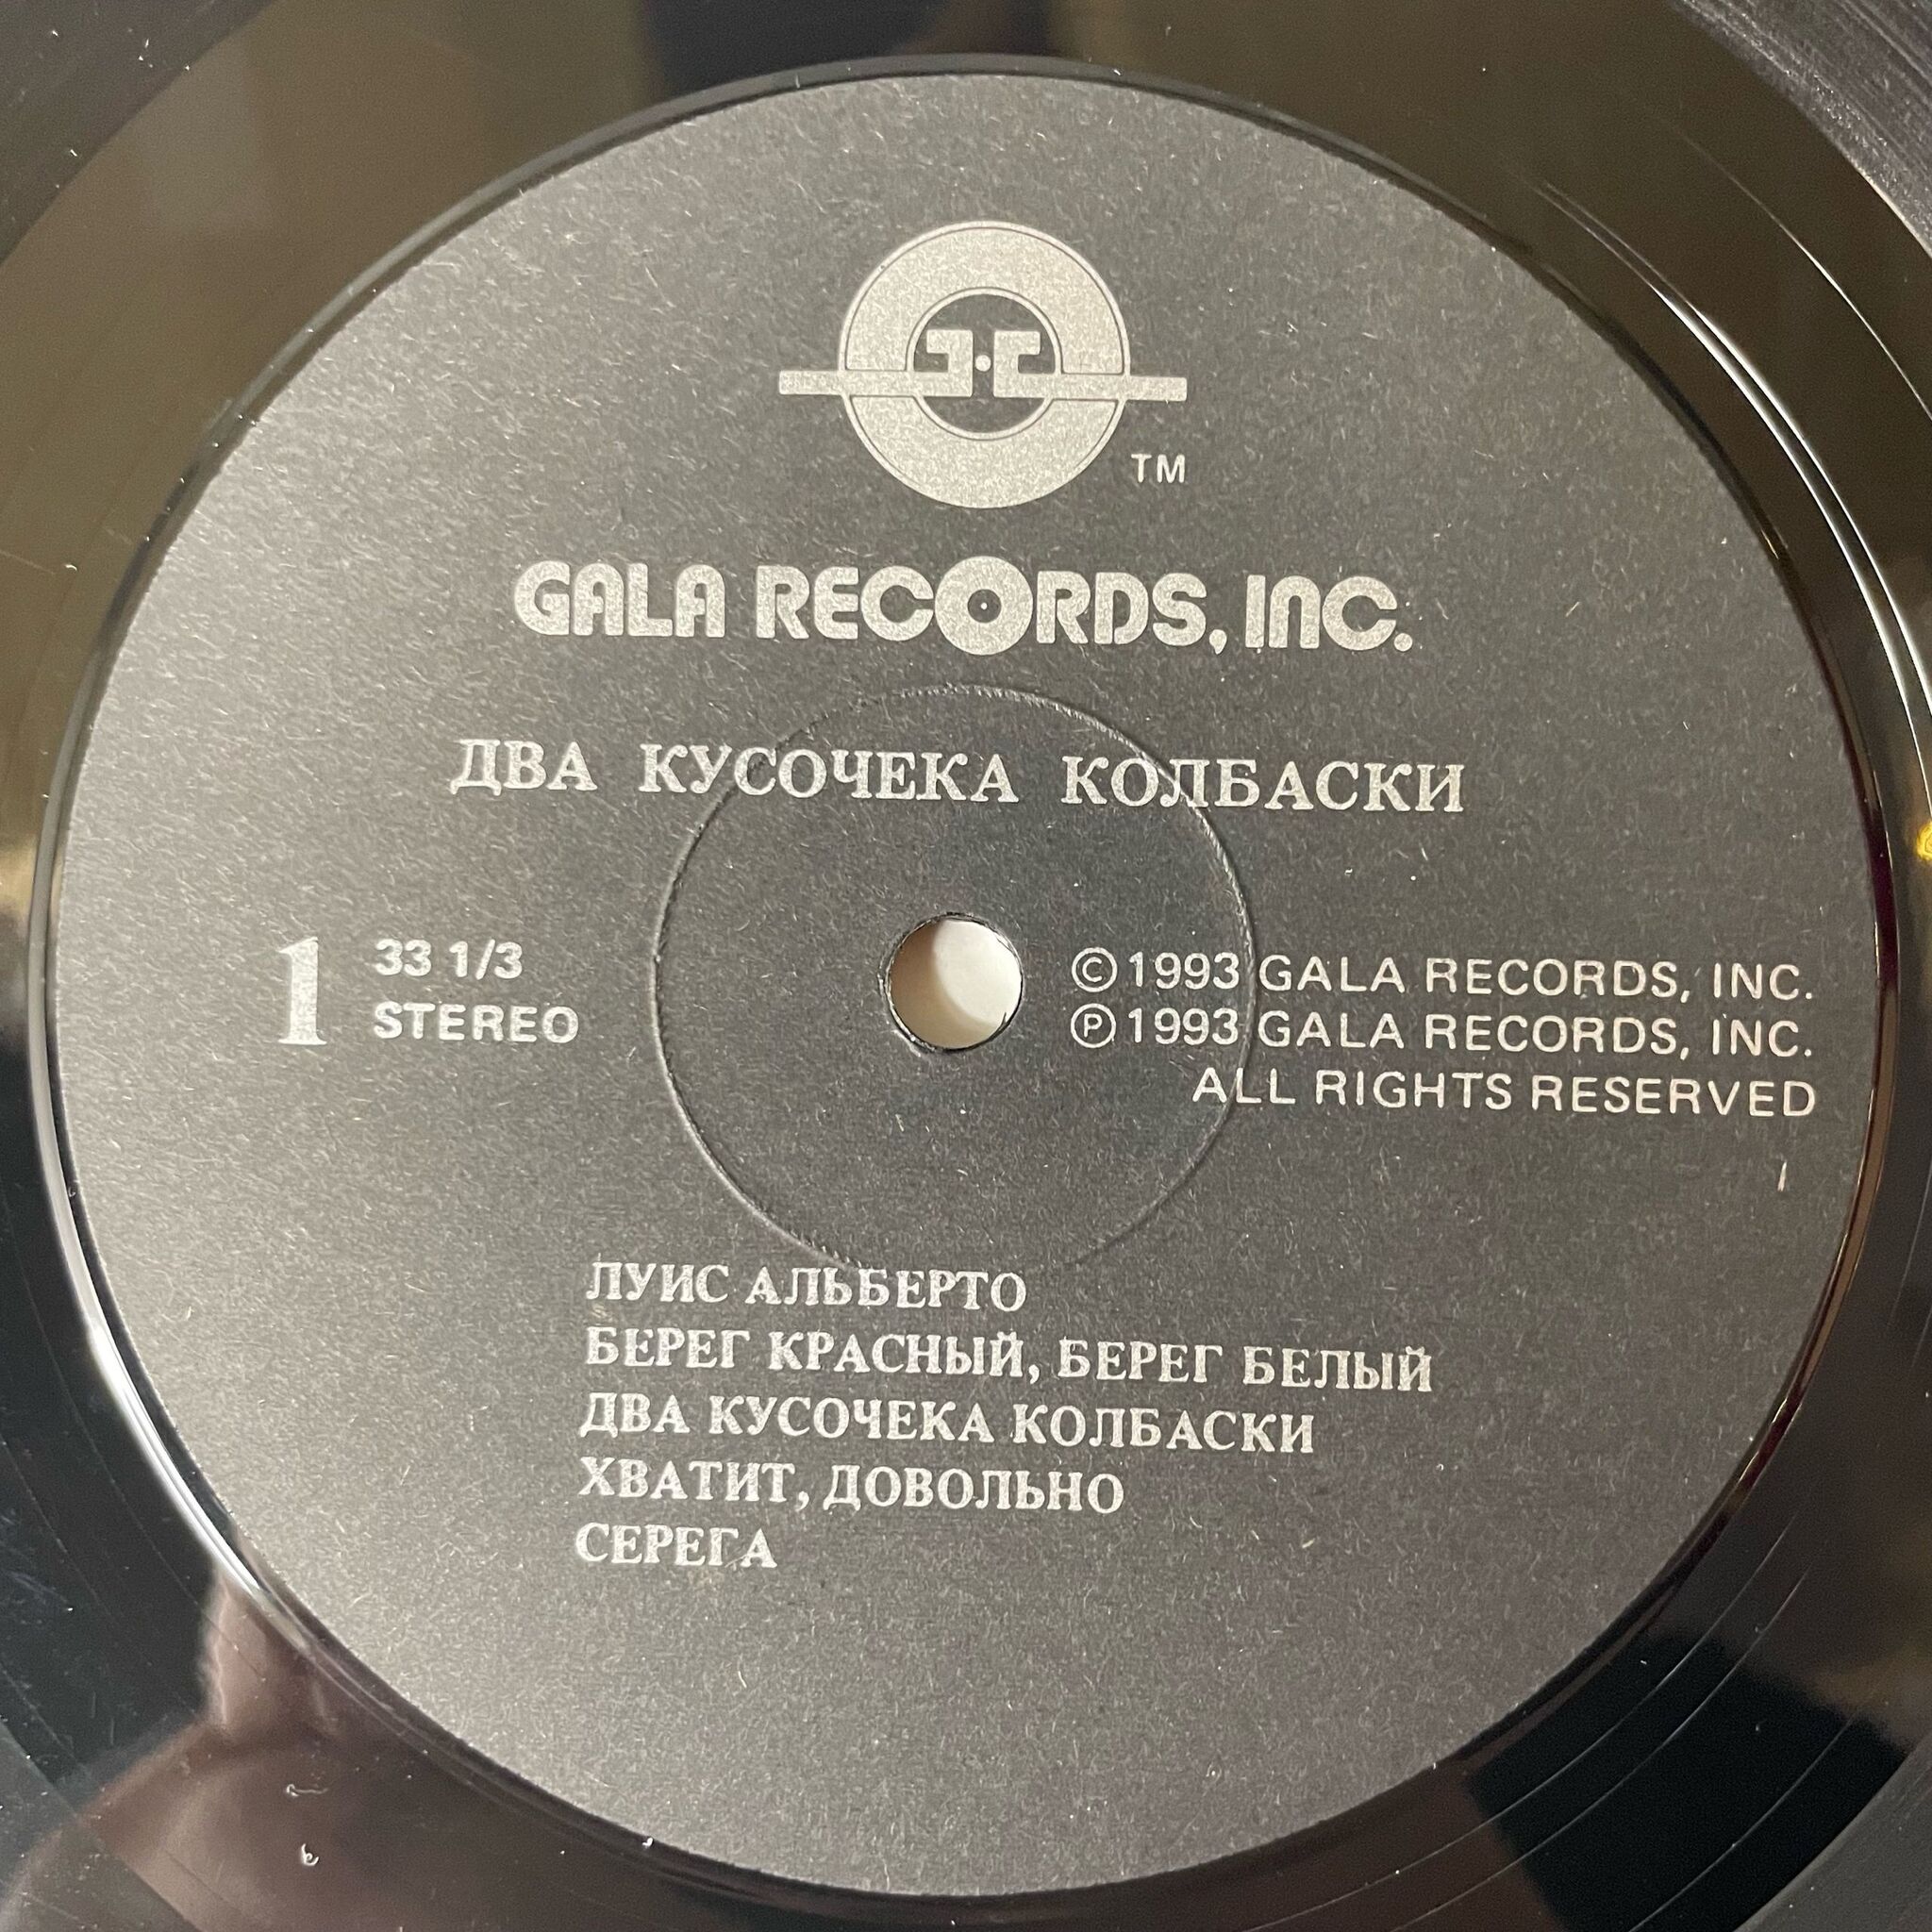 TM
GALA RECORDS, INC.
ДВА КУСОЧЕКА КОЛБАСКИ
1
33 1/3
STEREO
© 1993 GALA RECORDS, INC.
℗ 1993 GALA RECORDS, INC.
ALL RIGHTS RESERVED
ЛУИС АЛЬБЕРТО
БЕРЕГ КРАСНЫЙ, БЕРЕГ БЕЛЫЙ
ДВА КУСОЧЕКА КОЛБАСКИ
ХВАТИТ, ДОВОЛЬНО
СЕРЕГА